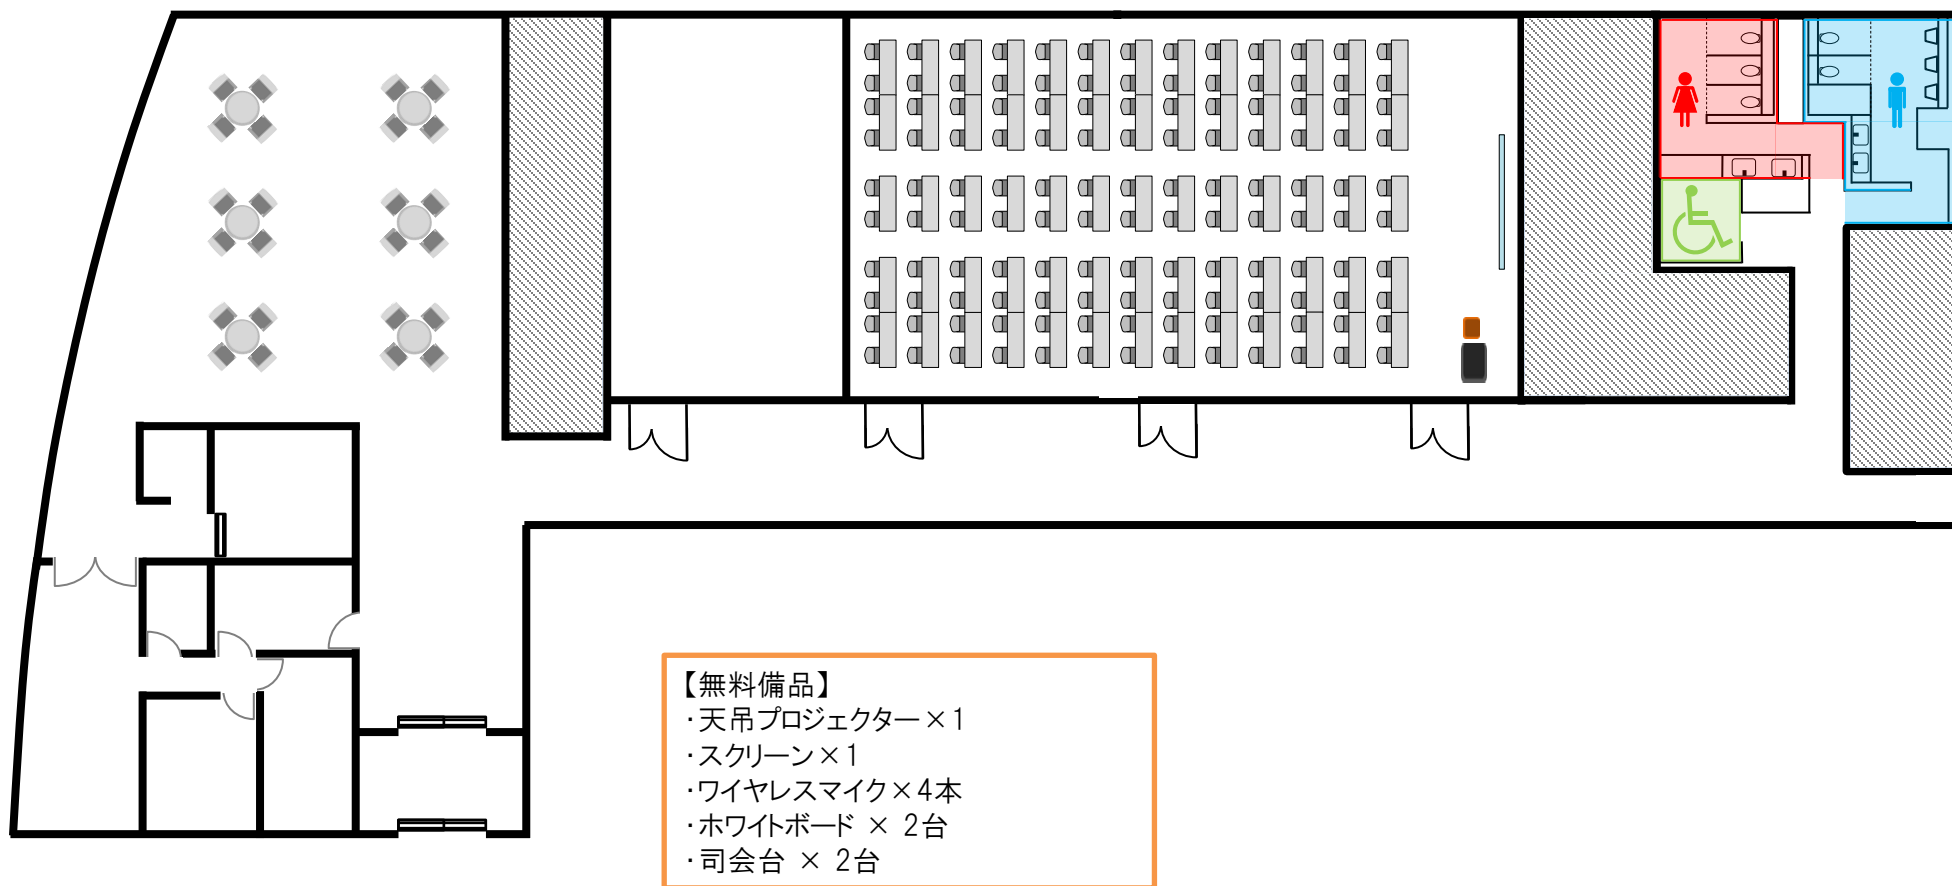 【無料備品】
・天吊プロジェクター×1
・スクリーン×1
・ワイヤレスマイク×4本
・ホワイトボード × 2台
・司会台 × 2台